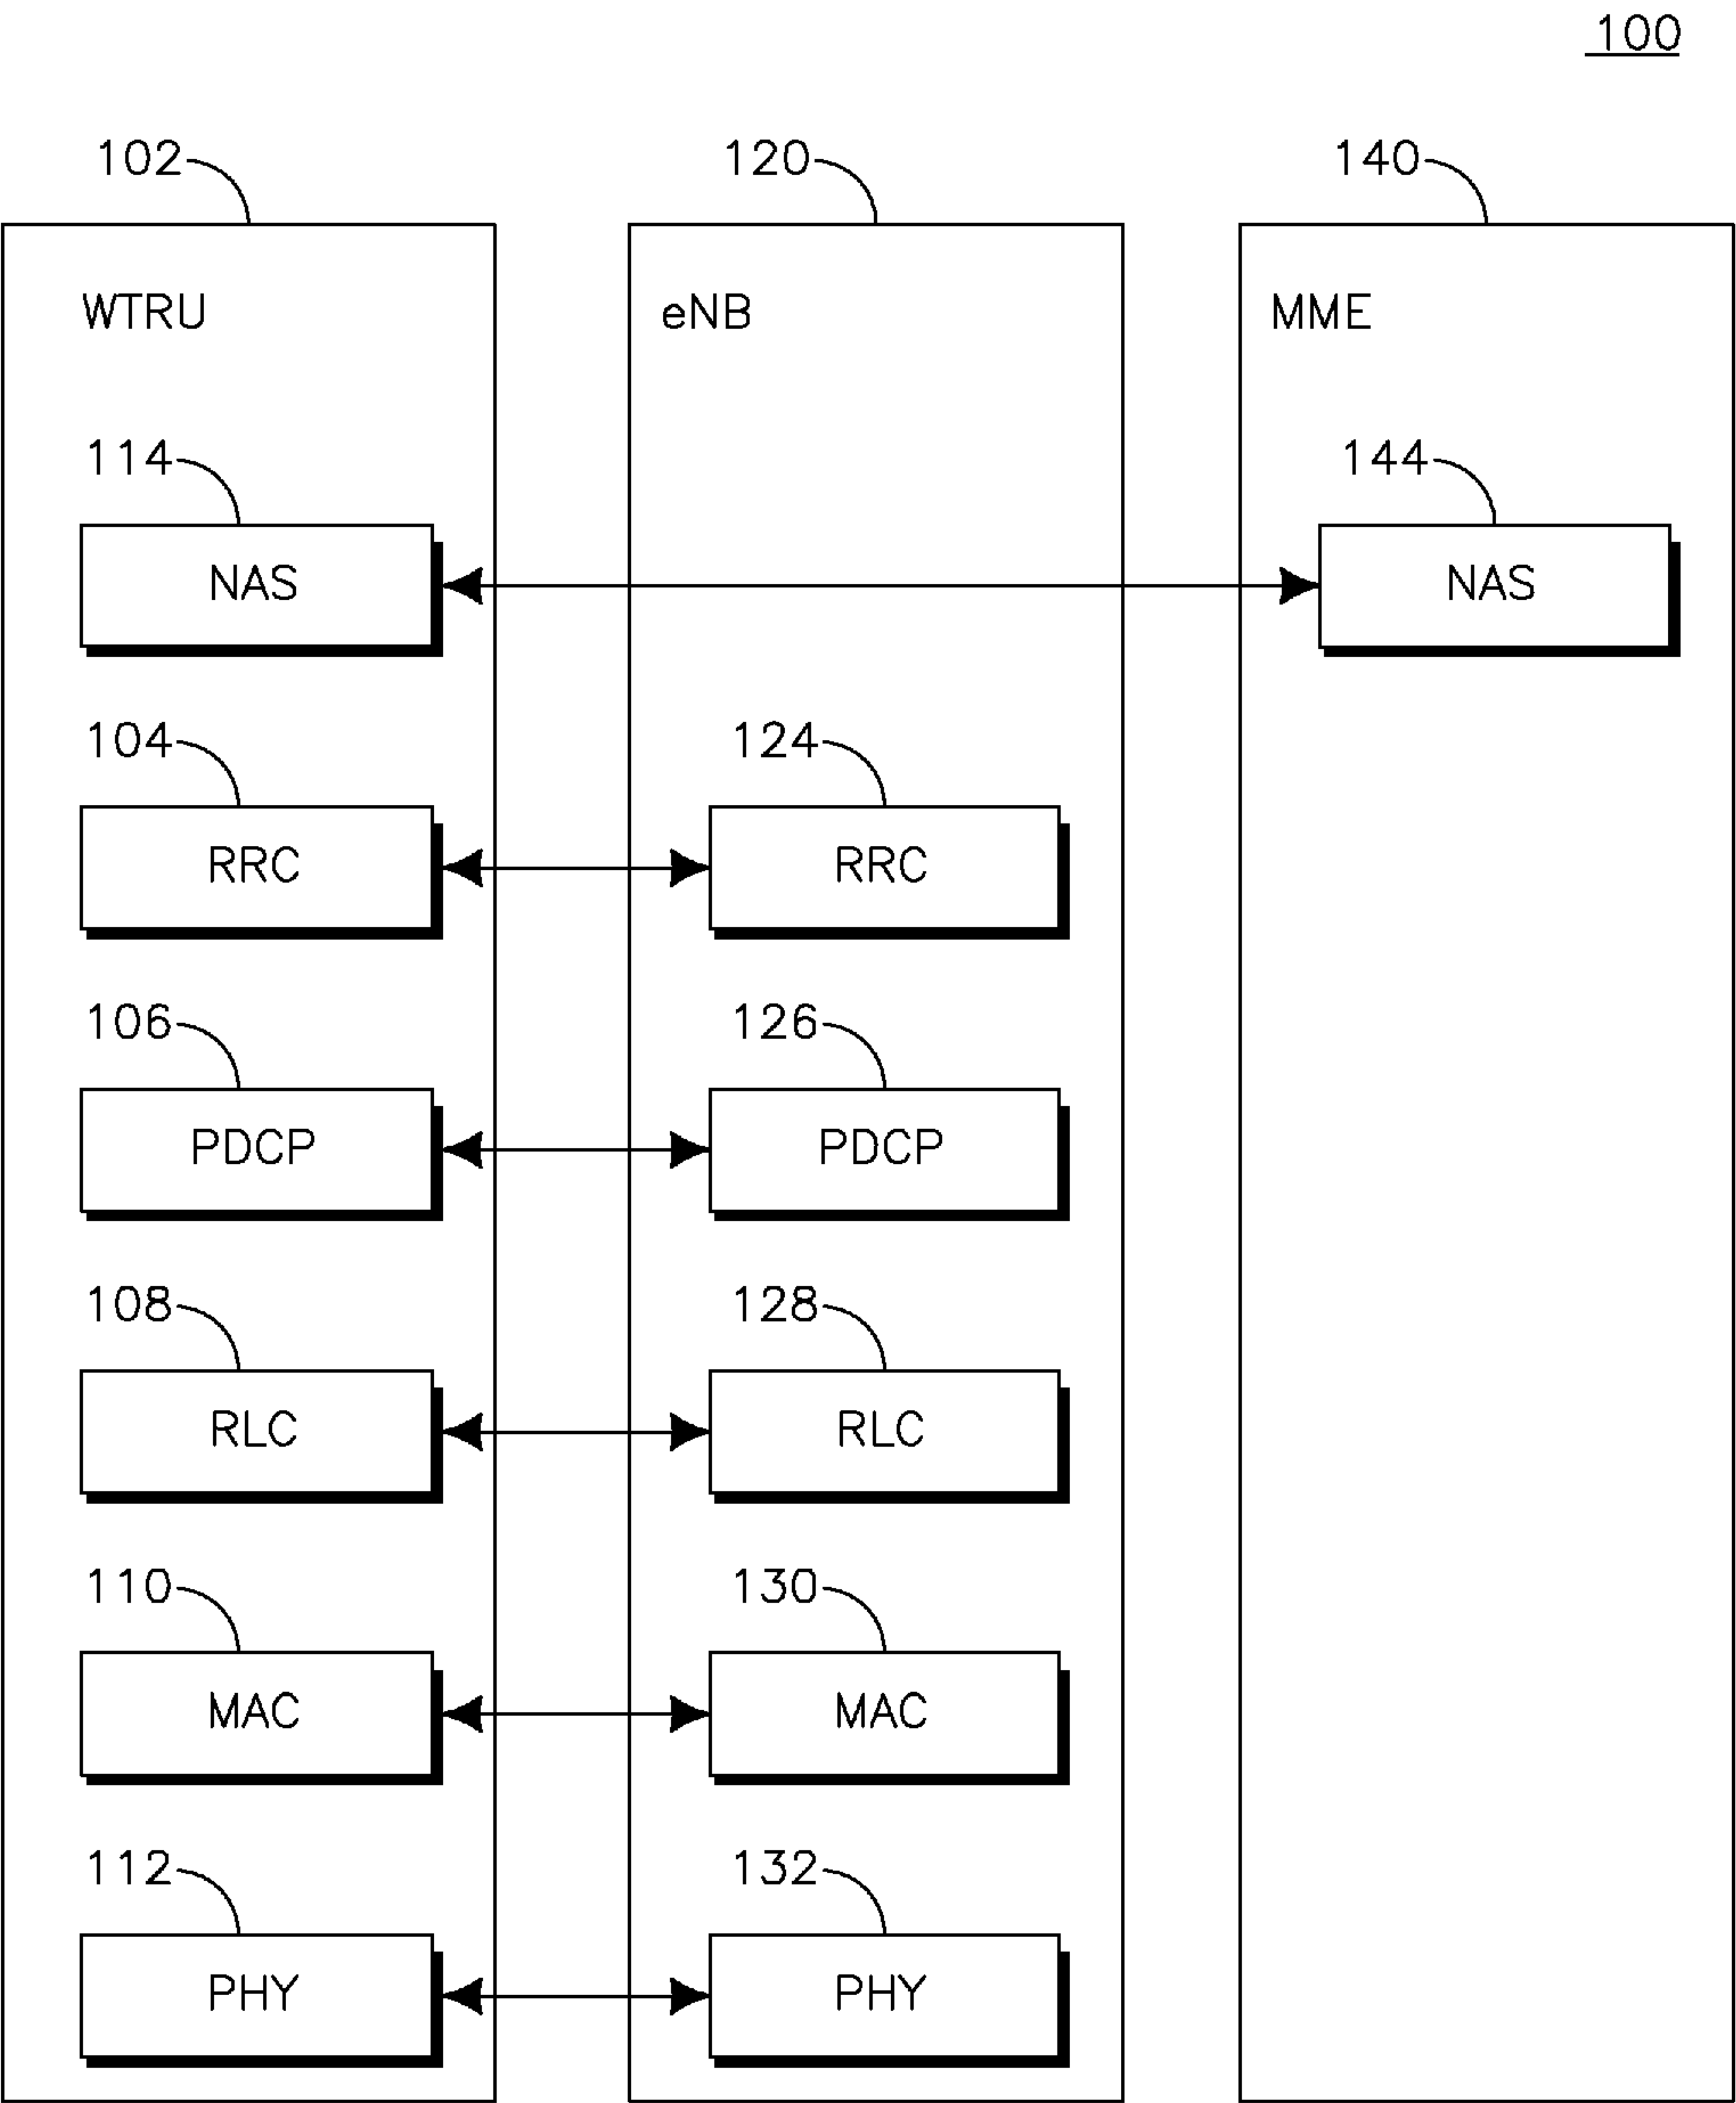 100
102 120 140
WTRU eNB MME
114 144
NAS NAS
104 124
RRC RRC
106 126
PDCP PDCP
108 128
RLC RLC
110 130
MAC MAC
112 132
PHY PHY